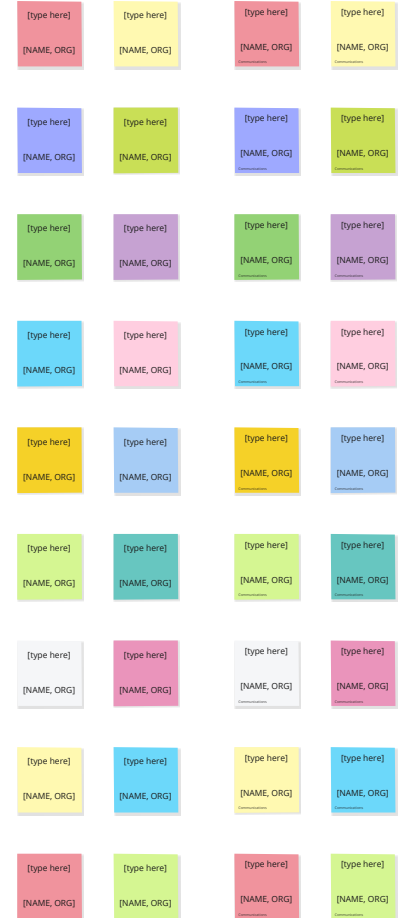 [type here]
[NAME, ORG]
[type here]
[NAME, ORG]
[type here]
[NAME, ORG]
Communications
[type here]
[NAME, ORG]
Communications
[type here]
[NAME, ORG]
[type here]
[NAME, ORG]
[type here]
[NAME, ORG]
Communications
[type here]
[NAME, ORG]
Communications
[type here]
[NAME, ORG]
[type here]
[NAME, ORG]
[type here]
[NAME, ORG]
Communications
[type here]
[NAME, ORG]
Communications
[type here]
[NAME, ORG]
[type here]
[NAME, ORG]
[type here]
[NAME, ORG]
Communications
[type here]
[NAME, ORG]
Communications
[type here]
[NAME, ORG]
[type here]
[NAME, ORG]
[type here]
[NAME, ORG]
Communications
[type here]
[NAME, ORG]
Communications
[type here]
[NAME, ORG]
[type here]
[NAME, ORG]
[type here]
[NAME, ORG]
Communications
[type here]
[NAME, ORG]
Communications
[type here]
[NAME, ORG]
[type here]
[NAME, ORG]
[type here]
[NAME, ORG]
Communications
[type here]
[NAME, ORG]
Communications
[type here]
[NAME, ORG]
[type here]
[NAME, ORG]
[type here]
[NAME, ORG]
Communications
[type here]
[NAME, ORG]
Communications
[type here]
[NAME, ORG]
[type here]
[NAME, ORG]
[type here]
[NAME, ORG]
Communications
[type here]
[NAME, ORG]
Communications